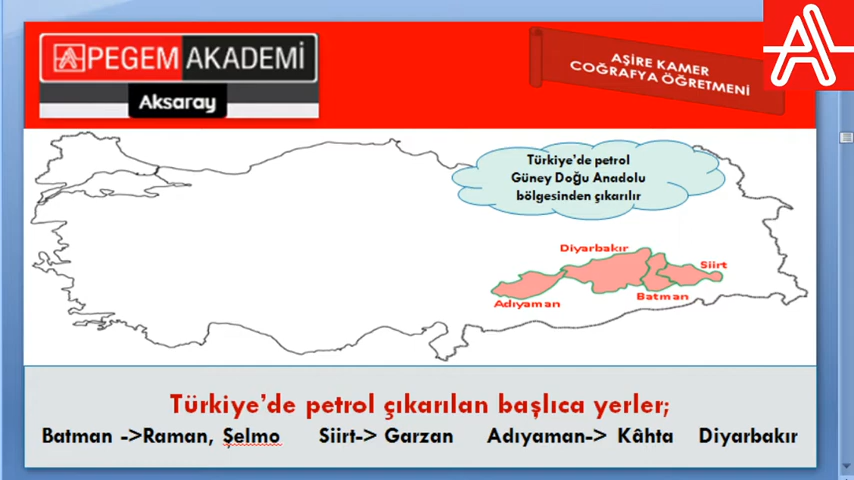 PEGEM AKADEMİ
Aksaray
AŞİRE KAMER
COĞRAFYA ÖĞRETMENİ
Türkiye'de petrol
Güney Doğu Anadolu
bölgesinden çıkarılır
Diyarbakır
Siirt
Batman
Adıyaman
Türkiye'de petrol çıkarılan başlıca yerler;
Batman ->Raman, Şelmo Siirt-> Garzan Adıyaman-> Kâhta Diyarbakır